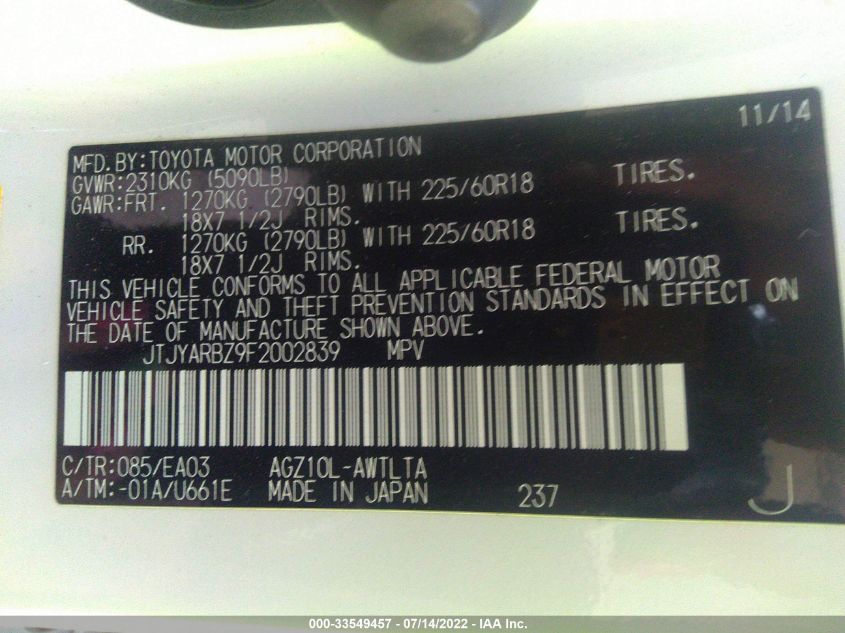 11/14
MFD.BY:TOYOTA MOTOR CORPORATION
GVWR:2310KG (5090LB)
GAWR:FRT. 1270KG (2790LB) WITH 225/60R18 TIRES.
18X7 1/2J RIMS.
RR. 1270KG (2790LB) WITH 225/60R18 TIRES.
18X7 1/2J RIMS.
THIS VEHICLE CONFORMS TO ALL APPLICABLE FEDERAL MOTOR
VEHICLE SAFETY AND THEFT PREVENTION STANDARDS IN EFFECT ON
THE DATE OF MANUFACTURE SHOWN ABOVE.
JTJYARBZ9F2002839 MPV
C/TR:085/EA03 AGZ10L-AWTLTA
A/TM:-01A/U661E MADE IN JAPAN 237 J
000-33549457 - 07/14/2022 - IAA Inc.